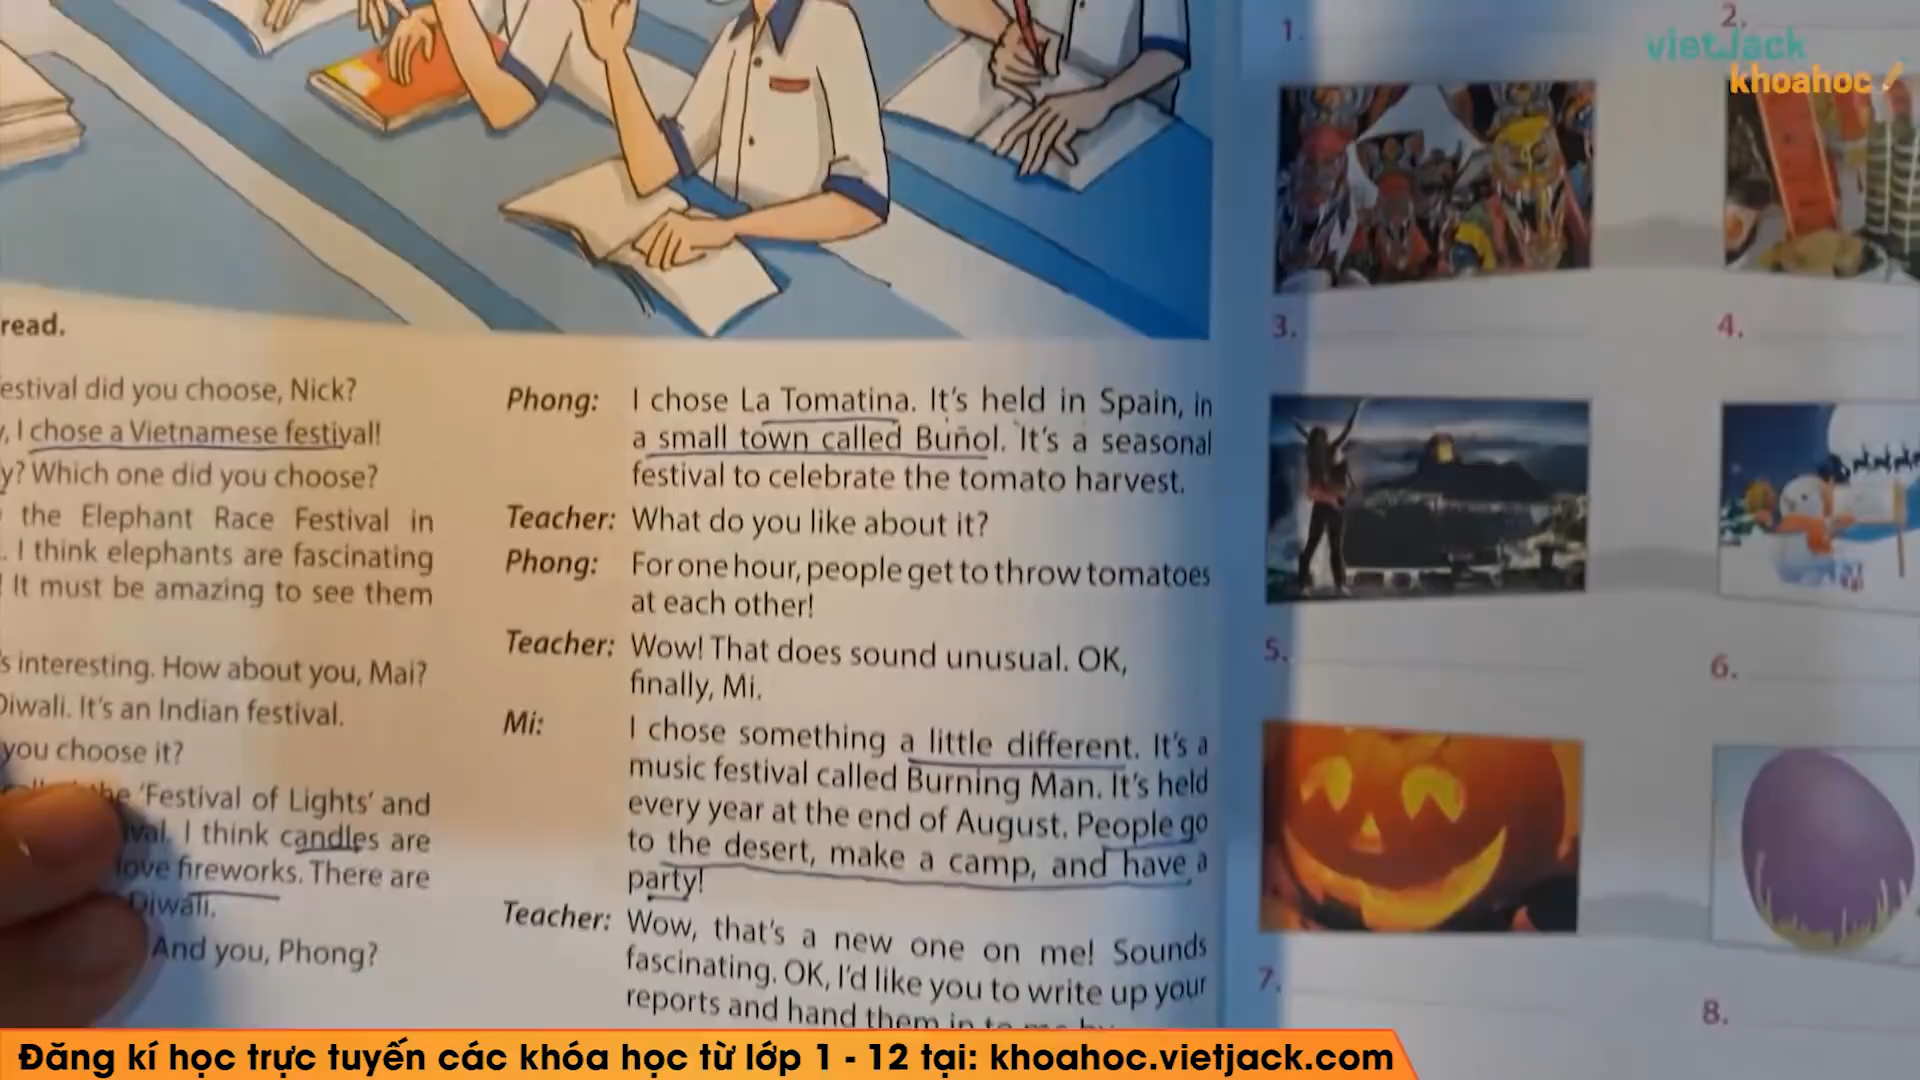 read.
estival did you choose, Nick?
, I chose a Vietnamese festival!
y? Which one did you choose?
the Elephant Race Festival in
. I think elephants are fascinating
! It must be amazing to see them
's interesting. How about you, Mai?
Diwali. It's an Indian festival.
you choose it?
the 'Festival of Lights' and
ival. I think candles are
love fireworks. There are
Diwali.
And you, Phong?
Phong: I chose La Tomatina. It's held in Spain, in
a small town called Buñol. It's a seasonal
festival to celebrate the tomato harvest.
Teacher: What do you like about it?
Phong: For one hour, people get to throw tomatoes
at each other!
Teacher: Wow! That does sound unusual. OK,
finally, Mi.
Mi: I chose something a little different. It's a
music festival called Burning Man. It's held
every year at the end of August. People go
to the desert, make a camp, and have a
party!
Teacher: Wow, that's a new one on me! Sounds
fascinating. OK, I'd like you to write up your
reports and hand them in to me
1.
2.
3.
4.
5.
6.
7.
8.
vietJack
khoahoc
Đăng kí học trực tuyến các khóa học từ lớp 1 - 12 tại: khoahoc.vietjack.com